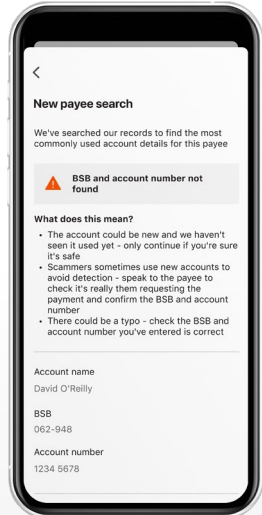 New payee search
We've searched our records to find the most
commonly used account details for this payee
BSB and account number not
found
What does this mean?
• The account could be new and we haven't
seen it used yet - only continue if you're sure
it's safe
• Scammers sometimes use new accounts to
avoid detection - speak to the payee to
check it's really them requesting the
payment and confirm the BSB and account
number
• There could be a typo - check the BSB and
account number you've entered is correct
Account name
David O'Reilly
BSB
062-948
Account number
1234 5678